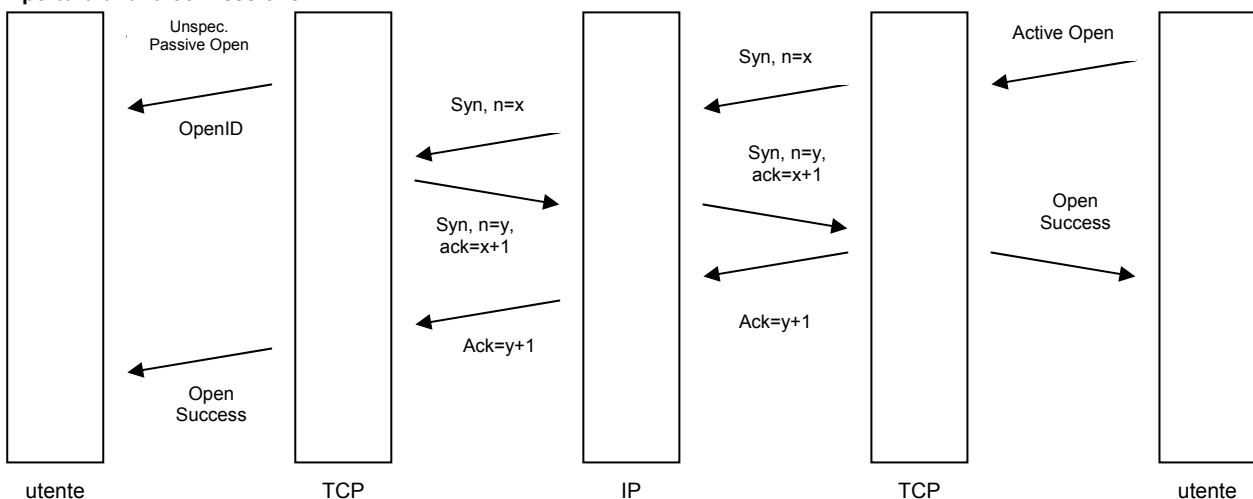 Unspec.
Passive Open
OpenID
Syn, n=x
Syn, n=y,
ack=x+1
Ack=y+1
Open
Success
Syn, n=x
Syn, n=y,
ack=x+1
Ack=y+1
Active Open
Open
Success
utente
TCP
IP
TCP
utente